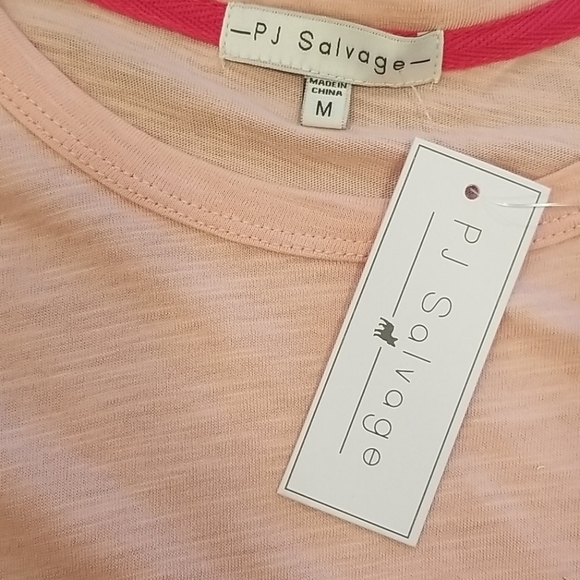 —PJ Salvage—
MADE IN
CHINA
M
PJ Salvage